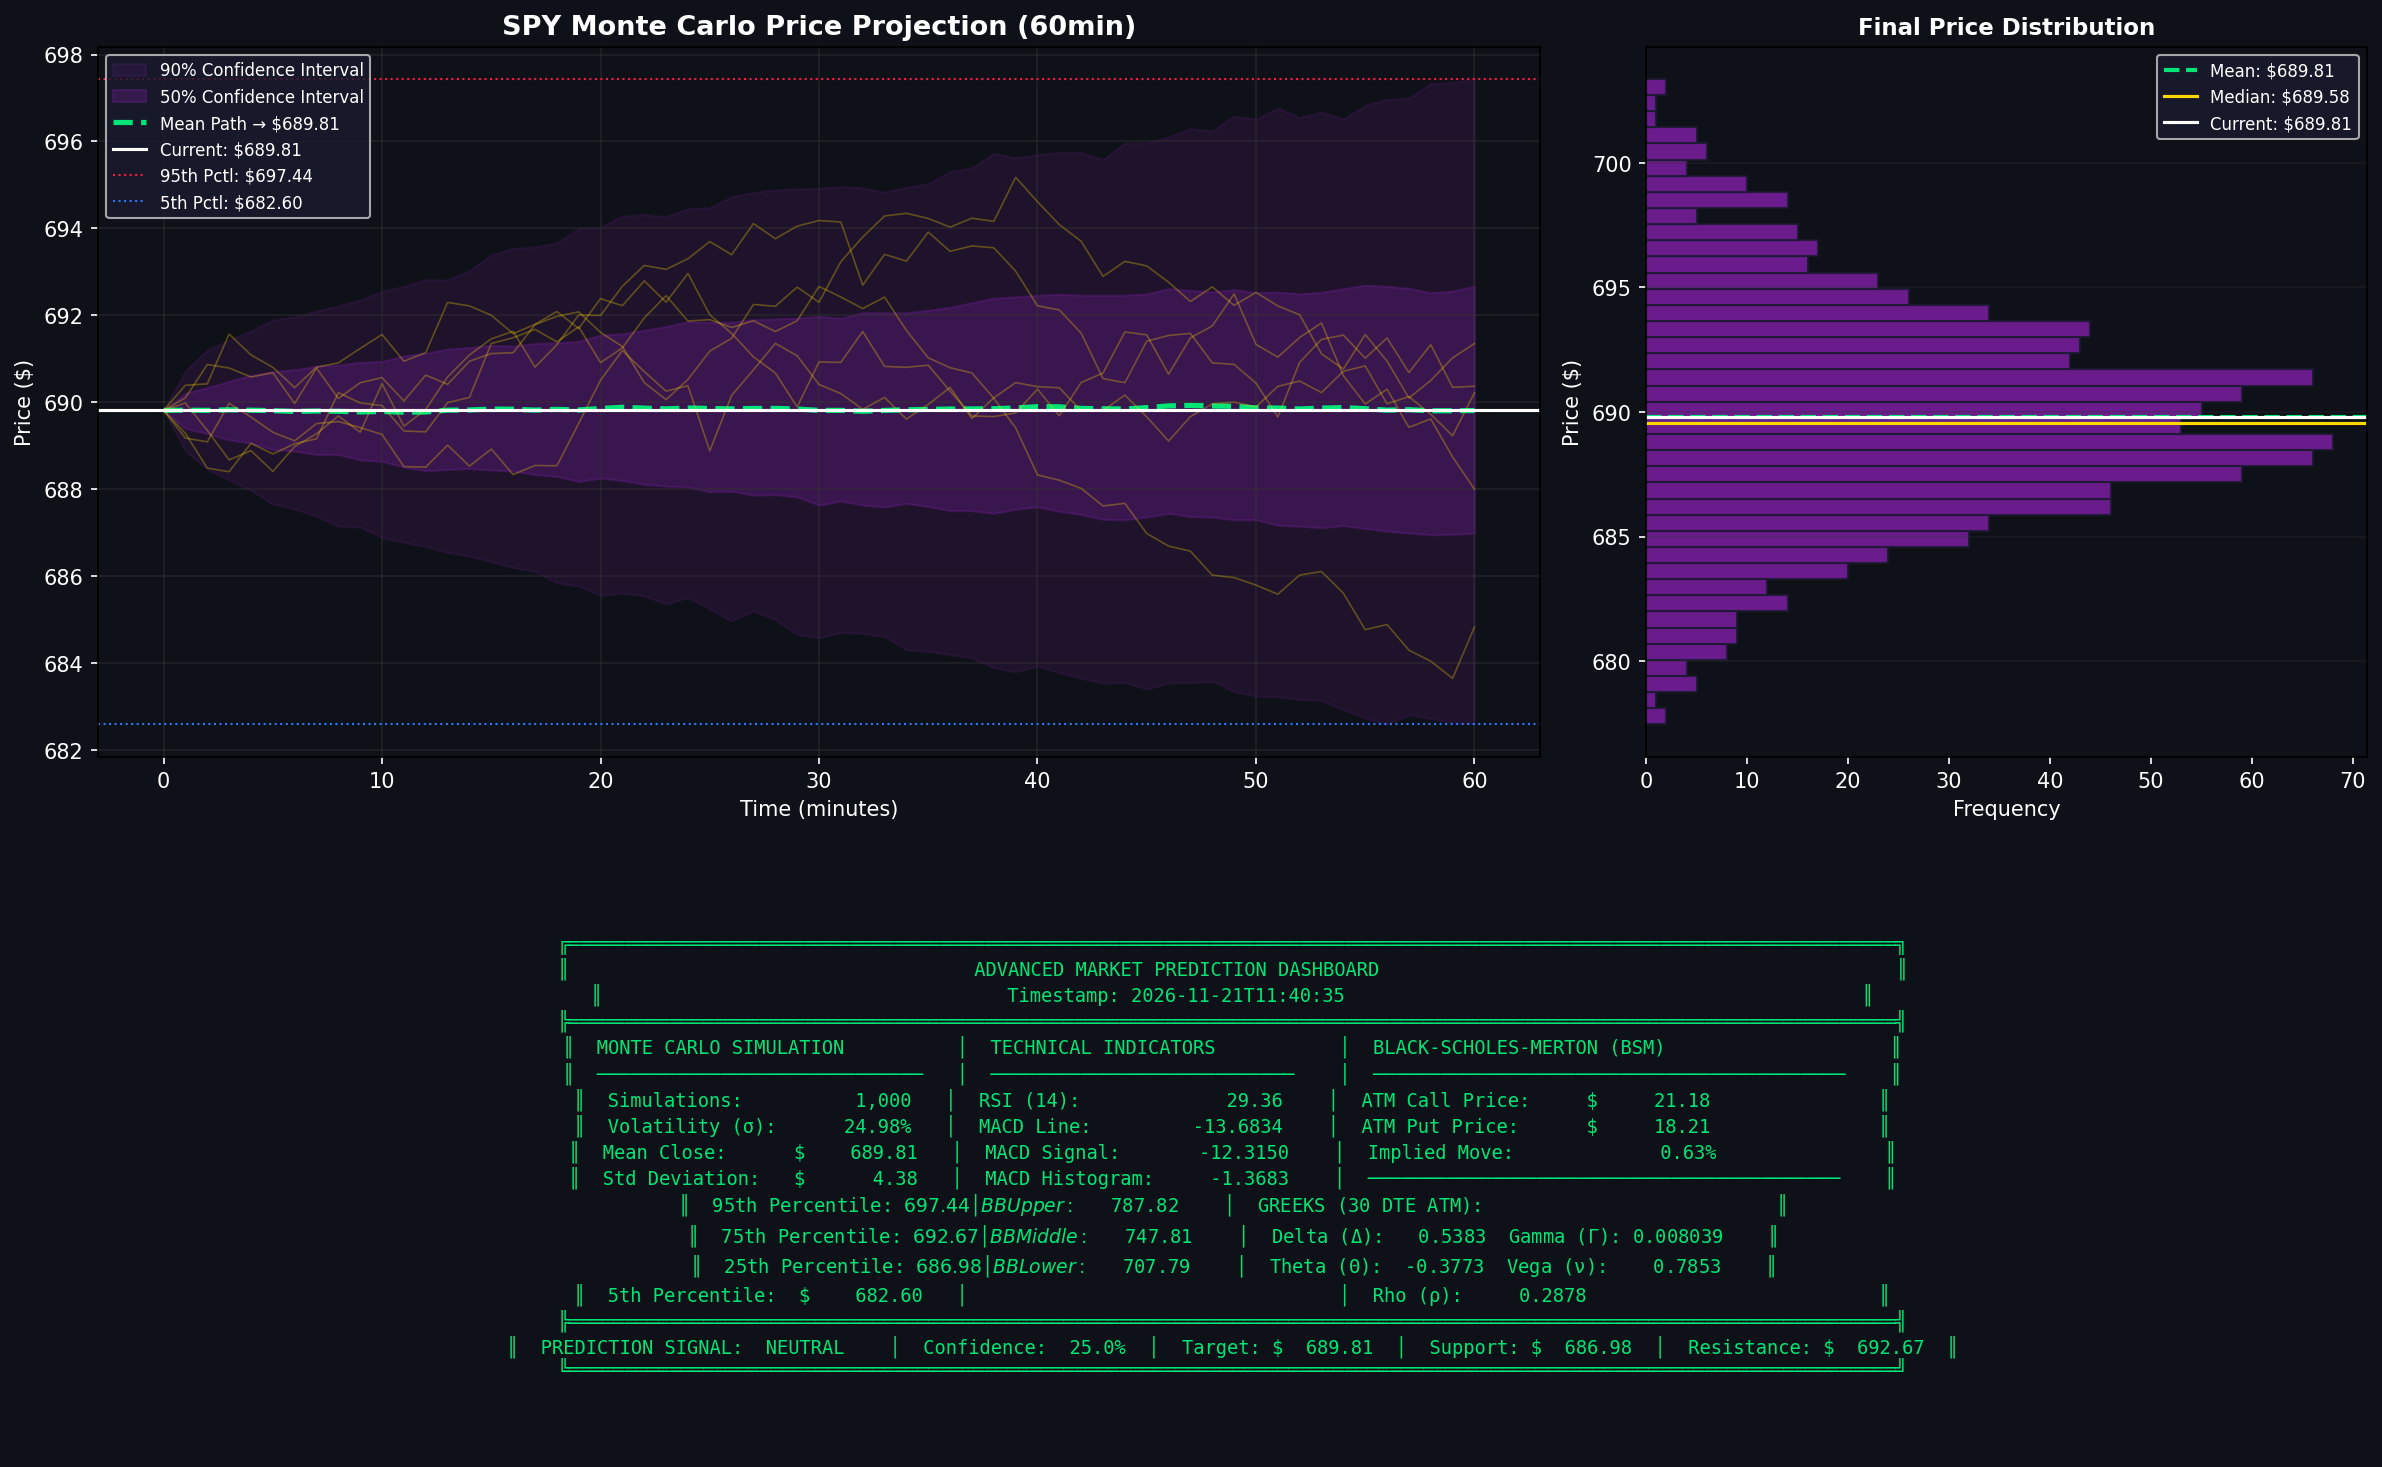 SPY Monte Carlo Price Projection (60min)
698
696
694
692
690
688
686
684
682
Price ($)
90% Confidence Interval
50% Confidence Interval
Mean Path → $689.81
Current: $689.81
95th Pctl: $697.44
5th Pctl: $682.60
0 10 20 30 40 50 60
Time (minutes)
Final Price Distribution
Mean: $689.81
Median: $689.58
Current: $689.81
700
695
690
685
680
Price ($)
0 10 20 30 40 50 60 70
Frequency
ADVANCED MARKET PREDICTION DASHBOARD
Timestamp: 2026-11-21T11:40:35
MONTE CARLO SIMULATION │ TECHNICAL INDICATORS │ BLACK-SCHOLES-MERTON (BSM)
Simulations: 1,000 │ RSI (14): 29.36 │ ATM Call Price: $ 21.18
Volatility (σ): 24.98% │ MACD Line: -13.6834 │ ATM Put Price: $ 18.21
Mean Close: $ 689.81 │ MACD Signal: -12.3150 │ Implied Move: 0.63%
Std Deviation: $ 4.38 │ MACD Histogram: -1.3683 │
95th Percentile: 697.44│BBUpper: 787.82 │ GREEKS (30 DTE ATM):
75th Percentile: 692.67│BBMiddle: 747.81 │ Delta (Δ): 0.5383 Gamma (Γ): 0.008039
25th Percentile: 686.98│BBLower: 707.79 │ Theta (Θ): -0.3773 Vega (ν): 0.7853
5th Percentile: $ 682.60 │ │ Rho (ρ): 0.2878
PREDICTION SIGNAL: NEUTRAL │ Confidence: 25.0% │ Target: $ 689.81 │ Support: $ 686.98 │ Resistance: $ 692.67